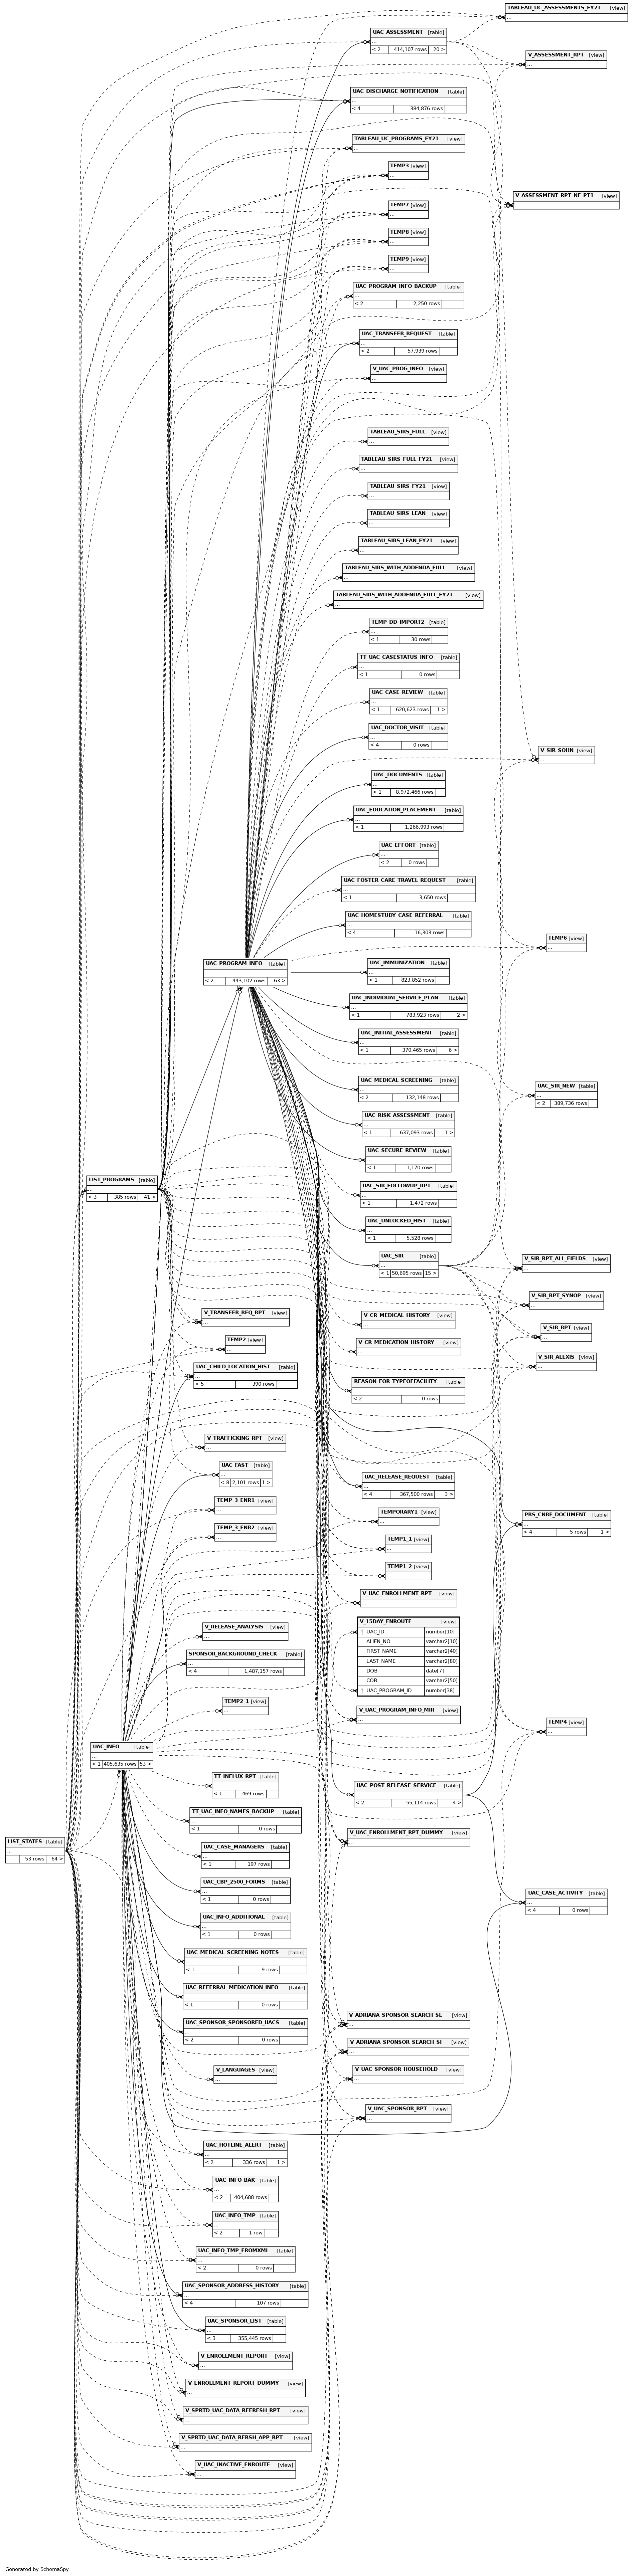 TABLEAU_UC_ASSESSMENTS_FY21 [view]
...
UAC_ASSESSMENT [table]
...
< 2 414,107 rows 20 >
V_ASSESSMENT_RPT [view]
...
UAC_DISCHARGE_NOTIFICATION [table]
...
< 4 384,876 rows
TABLEAU_UC_PROGRAMS_FY21 [view]
...
TEMP3 [view]
...
V_ASSESSMENT_RPT_NF_PT1 [view]
...
TEMP7 [view]
...
TEMP8 [view]
...
TEMP9 [view]
...
UAC_PROGRAM_INFO_BACKUP [table]
...
< 2 2,250 rows
UAC_TRANSFER_REQUEST [table]
...
< 2 57,939 rows
V_UAC_PROG_INFO [view]
...
TABLEAU_SIRS_FULL [view]
...
TABLEAU_SIRS_FULL_FY21 [view]
...
TABLEAU_SIRS_FY21 [view]
...
TABLEAU_SIRS_LEAN [view]
...
TABLEAU_SIRS_LEAN_FY21 [view]
...
TABLEAU_SIRS_WITH_ADDENDA_FULL [view]
...
TABLEAU_SIRS_WITH_ADDENDA_FULL_FY21 [view]
...
TEMP_DD_IMPORT2 [table]
...
< 1 30 rows
TT_UAC_CASESTATUS_INFO [table]
...
< 1 0 rows
UAC_CASE_REVIEW [table]
...
< 1 620,623 rows 1 >
UAC_DOCTOR_VISIT [table]
...
< 4 0 rows
V_SIR_SOHN [view]
...
UAC_DOCUMENTS [table]
...
< 1 8,972,466 rows
UAC_EDUCATION_PLACEMENT [table]
...
< 1 1,266,993 rows
UAC_EFFORT [table]
...
< 2 0 rows
UAC_FOSTER_CARE_TRAVEL_REQUEST [table]
...
< 1 3,650 rows
UAC_HOMESTUDY_CASE_REFERRAL [table]
...
< 4 16,303 rows
TEMP6 [view]
...
UAC_PROGRAM_INFO [table]
...
< 2 443,102 rows 63 >
UAC_IMMUNIZATION [table]
...
< 1 823,852 rows
UAC_INDIVIDUAL_SERVICE_PLAN [table]
...
< 1 783,923 rows 2 >
UAC_INITIAL_ASSESSMENT [table]
...
< 1 370,465 rows 6 >
UAC_MEDICAL_SCREENING [table]
...
< 2 132,148 rows
UAC_SIR_NEW [table]
...
< 2 389,736 rows
UAC_RISK_ASSESSMENT [table]
...
< 1 637,093 rows 1 >
UAC_SECURE_REVIEW [table]
...
< 1 1,170 rows
LIST_PROGRAMS [table]
...
< 3 385 rows 41 >
UAC_SIR_FOLLOWUP_RPT [table]
...
< 1 1,472 rows
UAC_UNLOCKED_HIST [table]
...
< 1 5,528 rows
UAC_SIR [table]
...
< 1 50,695 rows 15 >
V_SIR_RPT_ALL_FIELDS [view]
...
V_SIR_RPT_SYNOP [view]
...
V_TRANSFER_REQ_RPT [view]
...
V_CR_MEDICAL_HISTORY [view]
...
V_SIR_RPT [view]
...
TEMP2 [view]
...
V_CR_MEDICATION_HISTORY [view]
...
V_SIR_ALEXIS [view]
...
UAC_CHILD_LOCATION_HIST [table]
...
< 5 390 rows
REASON_FOR_TYPEOFFACILITY [table]
...
< 2 0 rows
V_TRAFFICKING_RPT [view]
...
UAC_FAST [table]
...
< 8 2,101 rows 1 >
UAC_RELEASE_REQUEST [table]
...
< 4 367,500 rows 3 >
TEMP_3_ENR1 [view]
...
TEMPORARY1 [view]
...
PRS_CNRE_DOCUMENT [table]
...
< 4 5 rows 1 >
TEMP_3_ENR2 [view]
...
TEMP1_1 [view]
...
TEMP1_2 [view]
...
V_UAC_ENROLLMENT_RPT [view]
...
V_15DAY_ENROUTE [view]
UAC_ID number[10]
ALIEN_NO varchar2[10]
FIRST_NAME varchar2[40]
LAST_NAME varchar2[80]
DOB date[7]
COB varchar2[50]
UAC_PROGRAM_ID number[38]
V_RELEASE_ANALYSIS [view]
...
SPONSOR_BACKGROUND_CHECK [table]
...
< 4 1,487,157 rows
TEMP2_1 [view]
...
V_UAC_PROGRAM_INFO_MIR [view]
...
TEMP4 [view]
...
UAC_INFO [table]
...
< 1 405,635 rows 53 >
TT_INFLUX_RPT [table]
...
< 1 469 rows
UAC_POST_RELEASE_SERVICE [table]
...
< 2 55,114 rows 4 >
TT_UAC_INFO_NAMES_BACKUP [table]
...
< 1 0 rows
LIST_STATES [table]
...
53 rows 64 >
V_UAC_ENROLLMENT_RPT_DUMMY [view]
...
UAC_CASE_MANAGERS [table]
...
< 1 197 rows
UAC_CBP_2500_FORMS [table]
...
< 1 0 rows
UAC_CASE_ACTIVITY [table]
...
< 4 0 rows
UAC_INFO_ADDITIONAL [table]
...
< 1 0 rows
UAC_MEDICAL_SCREENING_NOTES [table]
...
< 1 9 rows
UAC_REFERRAL_MEDICATION_INFO [table]
...
< 1 0 rows
V_ADRIANA_SPONSOR_SEARCH_SL [view]
...
UAC_SPONSOR_SPONSORED_UACS [table]
...
< 2 0 rows
V_ADRIANA_SPONSOR_SEARCH_SI [view]
...
V_LANGUAGES [view]
...
V_UAC_SPONSOR_HOUSEHOLD [view]
...
V_UAC_SPONSOR_RPT [view]
...
UAC_HOTLINE_ALERT [table]
...
< 2 336 rows 1 >
UAC_INFO_BAK [table]
...
< 2 404,688 rows
UAC_INFO_TMP [table]
...
< 2 1 row
UAC_INFO_TMP_FROMXML [table]
...
< 2 0 rows
UAC_SPONSOR_ADDRESS_HISTORY [table]
...
< 4 107 rows
UAC_SPONSOR_LIST [table]
...
< 3 355,445 rows
V_ENROLLMENT_REPORT [view]
...
V_ENROLLMENT_REPORT_DUMMY [view]
...
V_SPRTD_UAC_DATA_REFRESH_RPT [view]
...
V_SPRTD_UAC_DATA_RFRSH_APP_RPT [view]
...
V_UAC_INACTIVE_ENROUTE [view]
...
Generated by SchemaSpy